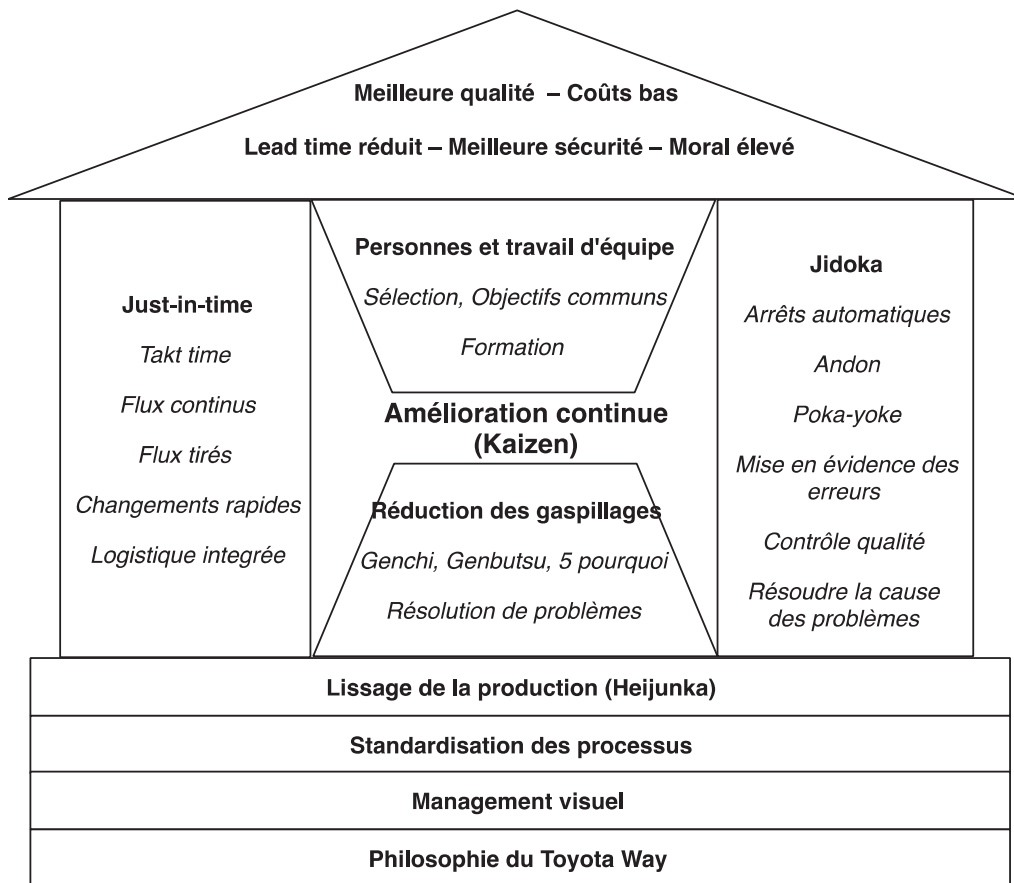 Meilleure qualité – Coûts bas
Lead time réduit – Meilleure sécurité – Moral élevé
Just-in-time
Takt time
Flux continus
Flux tirés
Changements rapides
Logistique integrée
Personnes et travail d'équipe
Sélection, Objectifs communs
Formation
Amélioration continue
(Kaizen)
Réduction des gaspillages
Genchi, Genbutsu, 5 pourquoi
Résolution de problèmes
Jidoka
Arrêts automatiques
Andon
Poka-yoke
Mise en évidence des
erreurs
Contrôle qualité
Résoudre la cause
des problèmes
Lissage de la production (Heijunka)
Standardisation des processus
Management visuel
Philosophie du Toyota Way